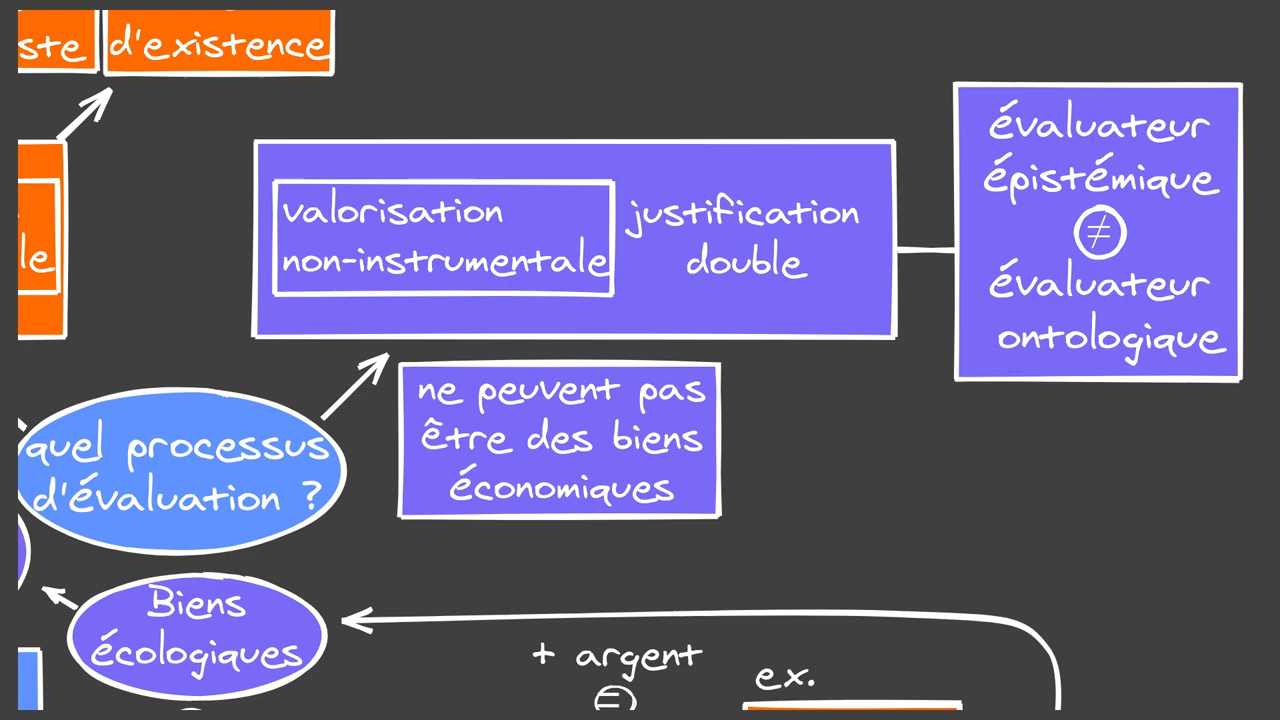 ste
d'existence
le
valorisation
non-instrumentale
justification
double
évaluateur
épistémique
≠
évaluateur
ontologique
ne peuvent pas
être des biens
économiques
quel processus
d'évaluation ?
Biens
écologiques
+ argent
=
ex.